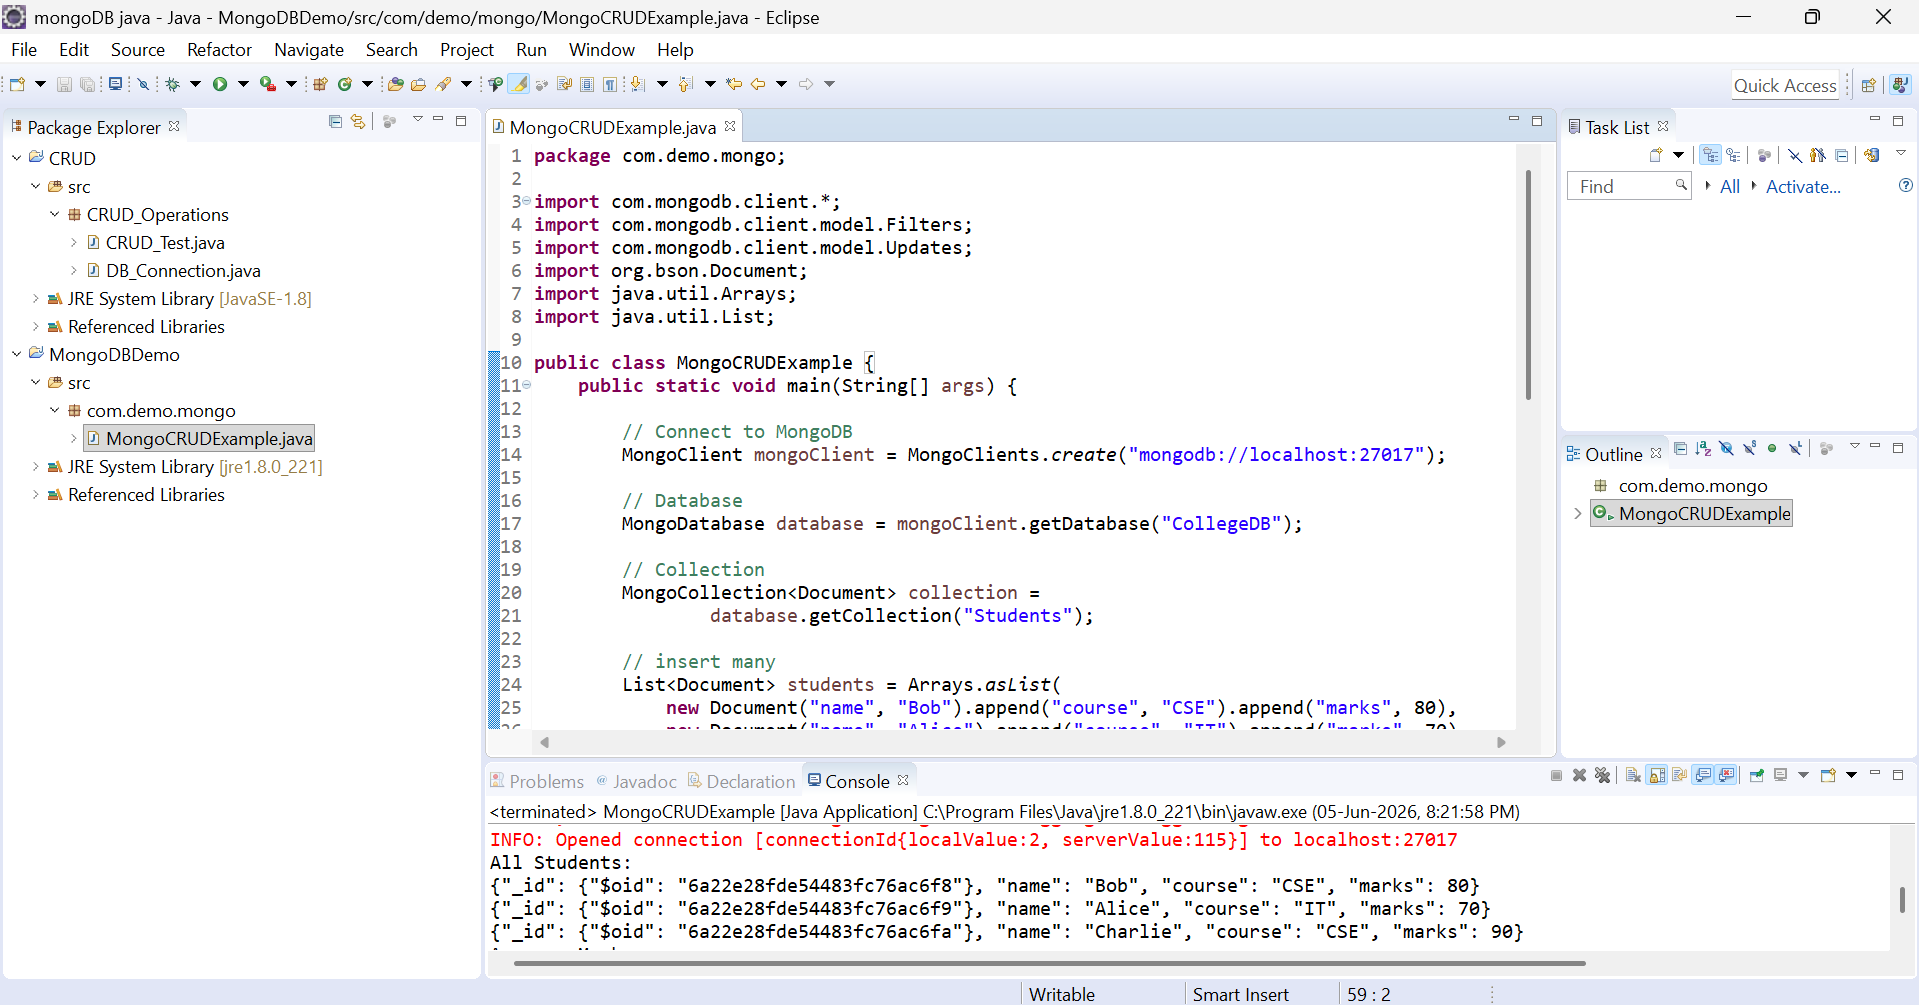 mongoDB java - Java - MongoDBDemo/src/com/demo/mongo/MongoCRUDExample.java - Eclipse
File Edit Source Refactor Navigate Search Project Run Window Help
Quick Access
Package Explorer
CRUD
src
CRUD_Operations
CRUD_Test.java
DB_Connection.java
JRE System Library [JavaSE-1.8]
Referenced Libraries
MongoDBDemo
src
com.demo.mongo
MongoCRUDExample.java
JRE System Library [jre1.8.0_221]
Referenced Libraries
MongoCRUDExample.java
1 package com.demo.mongo;
2
3 import com.mongodb.client.*;
4 import com.mongodb.client.model.Filters;
5 import com.mongodb.client.model.Updates;
6 import org.bson.Document;
7 import java.util.Arrays;
8 import java.util.List;
9
10 public class MongoCRUDExample {
11     public static void main(String[] args) {
12
13         // Connect to MongoDB
14         MongoClient mongoClient = MongoClients.create("mongodb://localhost:27017");
15
16         // Database
17         MongoDatabase database = mongoClient.getDatabase("CollegeDB");
18
19         // Collection
20         MongoCollection<Document> collection =
21                 database.getCollection("Students");
22
23         // insert many
24         List<Document> students = Arrays.asList(
25             new Document("name", "Bob").append("course", "CSE").append("marks", 80),
26             new Document("name", "Alice").append("course", "IT").append("marks", 70)
Task List
Find All Activate...
Outline
com.demo.mongo
MongoCRUDExample
Problems Javadoc Declaration Console
<terminated> MongoCRUDExample [Java Application] C:\Program Files\Java\jre1.8.0_221\bin\javaw.exe (05-Jun-2026, 8:21:58 PM)
INFO: Opened connection [connectionId{localValue:2, serverValue:115}] to localhost:27017
All Students:
{"_id": {"$oid": "6a22e28fde54483fc76ac6f8"}, "name": "Bob", "course": "CSE", "marks": 80}
{"_id": {"$oid": "6a22e28fde54483fc76ac6f9"}, "name": "Alice", "course": "IT", "marks": 70}
{"_id": {"$oid": "6a22e28fde54483fc76ac6fa"}, "name": "Charlie", "course": "CSE", "marks": 90}
Writable Smart Insert 59 : 2